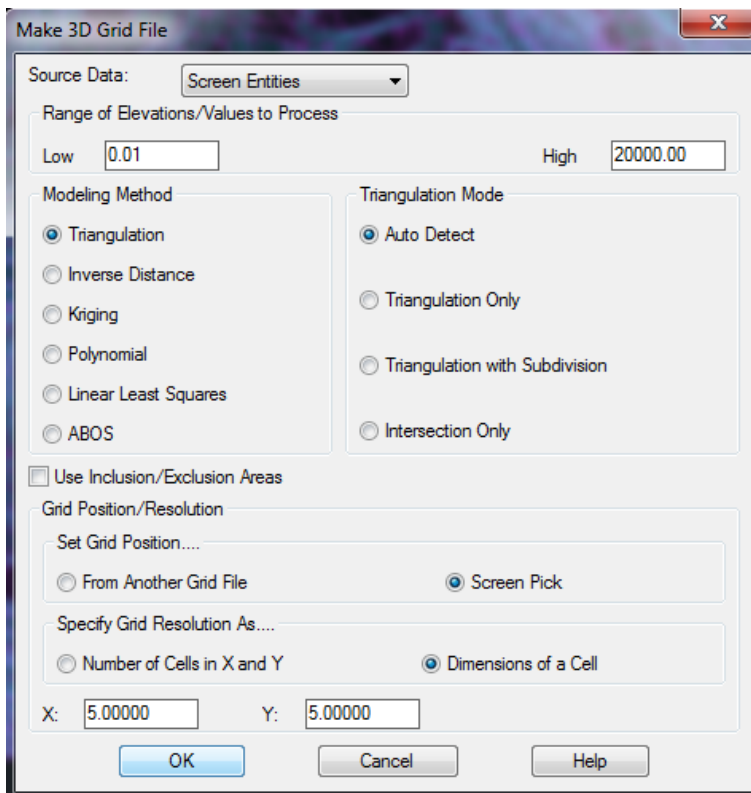 Make 3D Grid File
X
Source Data: Screen Entities
Range of Elevations/Values to Process
Low 0.01 High 20000.00
Modeling Method
Triangulation
Inverse Distance
Kriging
Polynomial
Linear Least Squares
ABOS
Triangulation Mode
Auto Detect
Triangulation Only
Triangulation with Subdivision
Intersection Only
Use Inclusion/Exclusion Areas
Grid Position/Resolution
Set Grid Position....
From Another Grid File Screen Pick
Specify Grid Resolution As....
Number of Cells in X and Y Dimensions of a Cell
X: 5.00000 Y: 5.00000
OK Cancel Help